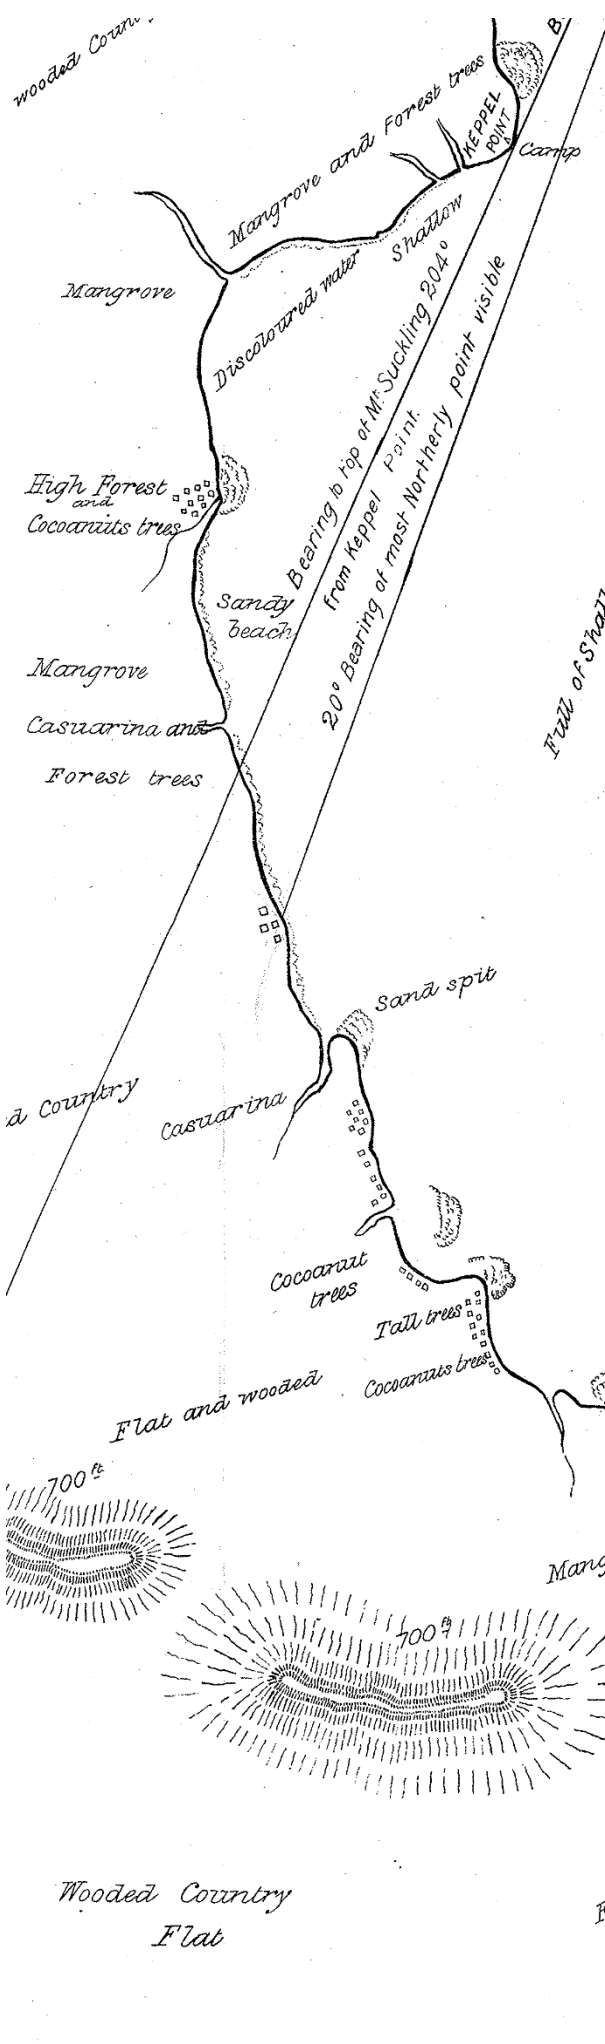 wooded Coun
B
Mangrove and Forest trees
KEPPEL
POINT
Camp
Shallow
Discoloured water
Mangrove
Bearing to top of Mt. Suckling 204°
from Keppel Point.
20° Bearing of most Northerly point visible
High Forest
and
Cocoanuts trees
Sandy
beach
Full of Shall
Mangrove
Casuarina and
Forest trees
Sand spit
d Country
Casuarina
Cocoanut
trees
Tall trees
Cocoanuts trees
Flat and wooded
700 ft.
Mang
700 ft
Wooded Country
Flat
F